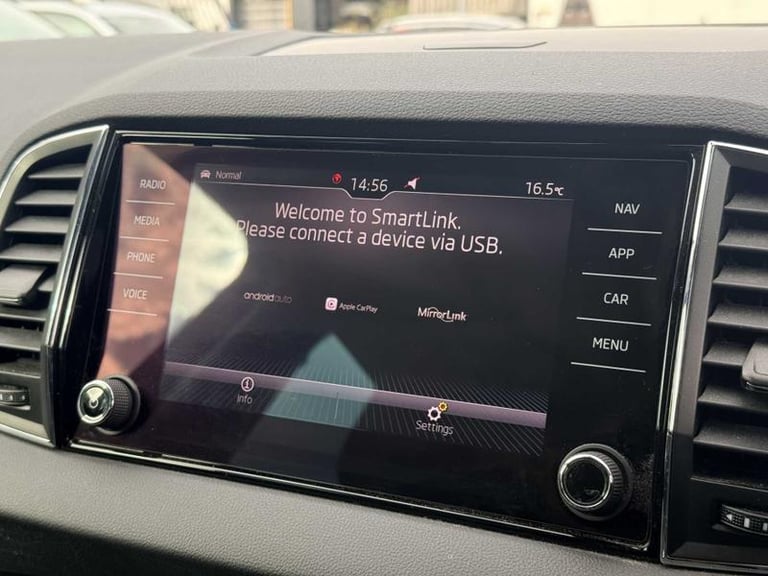 RADIO
MEDIA
PHONE
VOICE
Normal
14:56
16.5°C
Welcome to SmartLink.
Please connect a device via USB.
androidauto
Apple CarPlay
MirrorLink
Info
Settings
NAV
APP
CAR
MENU